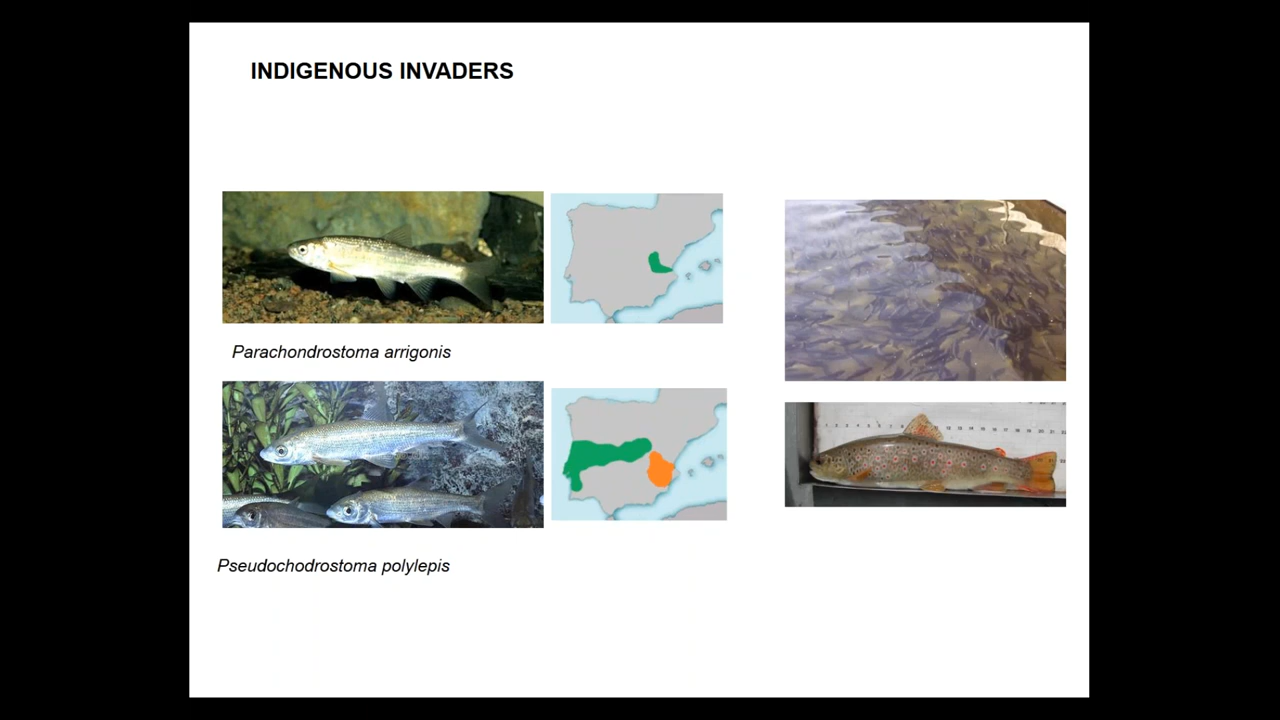 INDIGENOUS INVADERS
Parachondrostoma arrigonis
Pseudochodrostoma polylepis